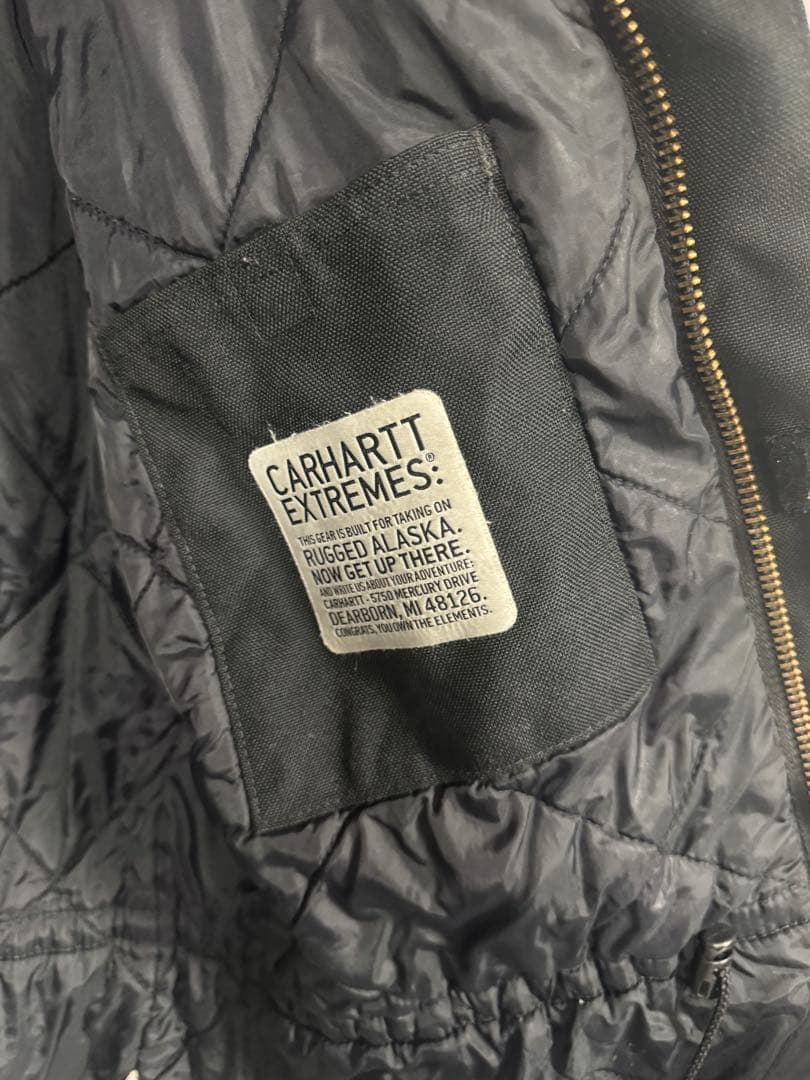 CARHARTT
EXTREMES®:
THIS GEAR IS BUILT FOR TAKING ON
RUGGED ALASKA.
NOW GET UP THERE.
AND WRITE US ABOUT YOUR ADVENTURE:
CARHARTT - 5750 MERCURY DRIVE
DEARBORN, MI 48126.
CONGRATS, YOU OWN THE ELEMENTS.